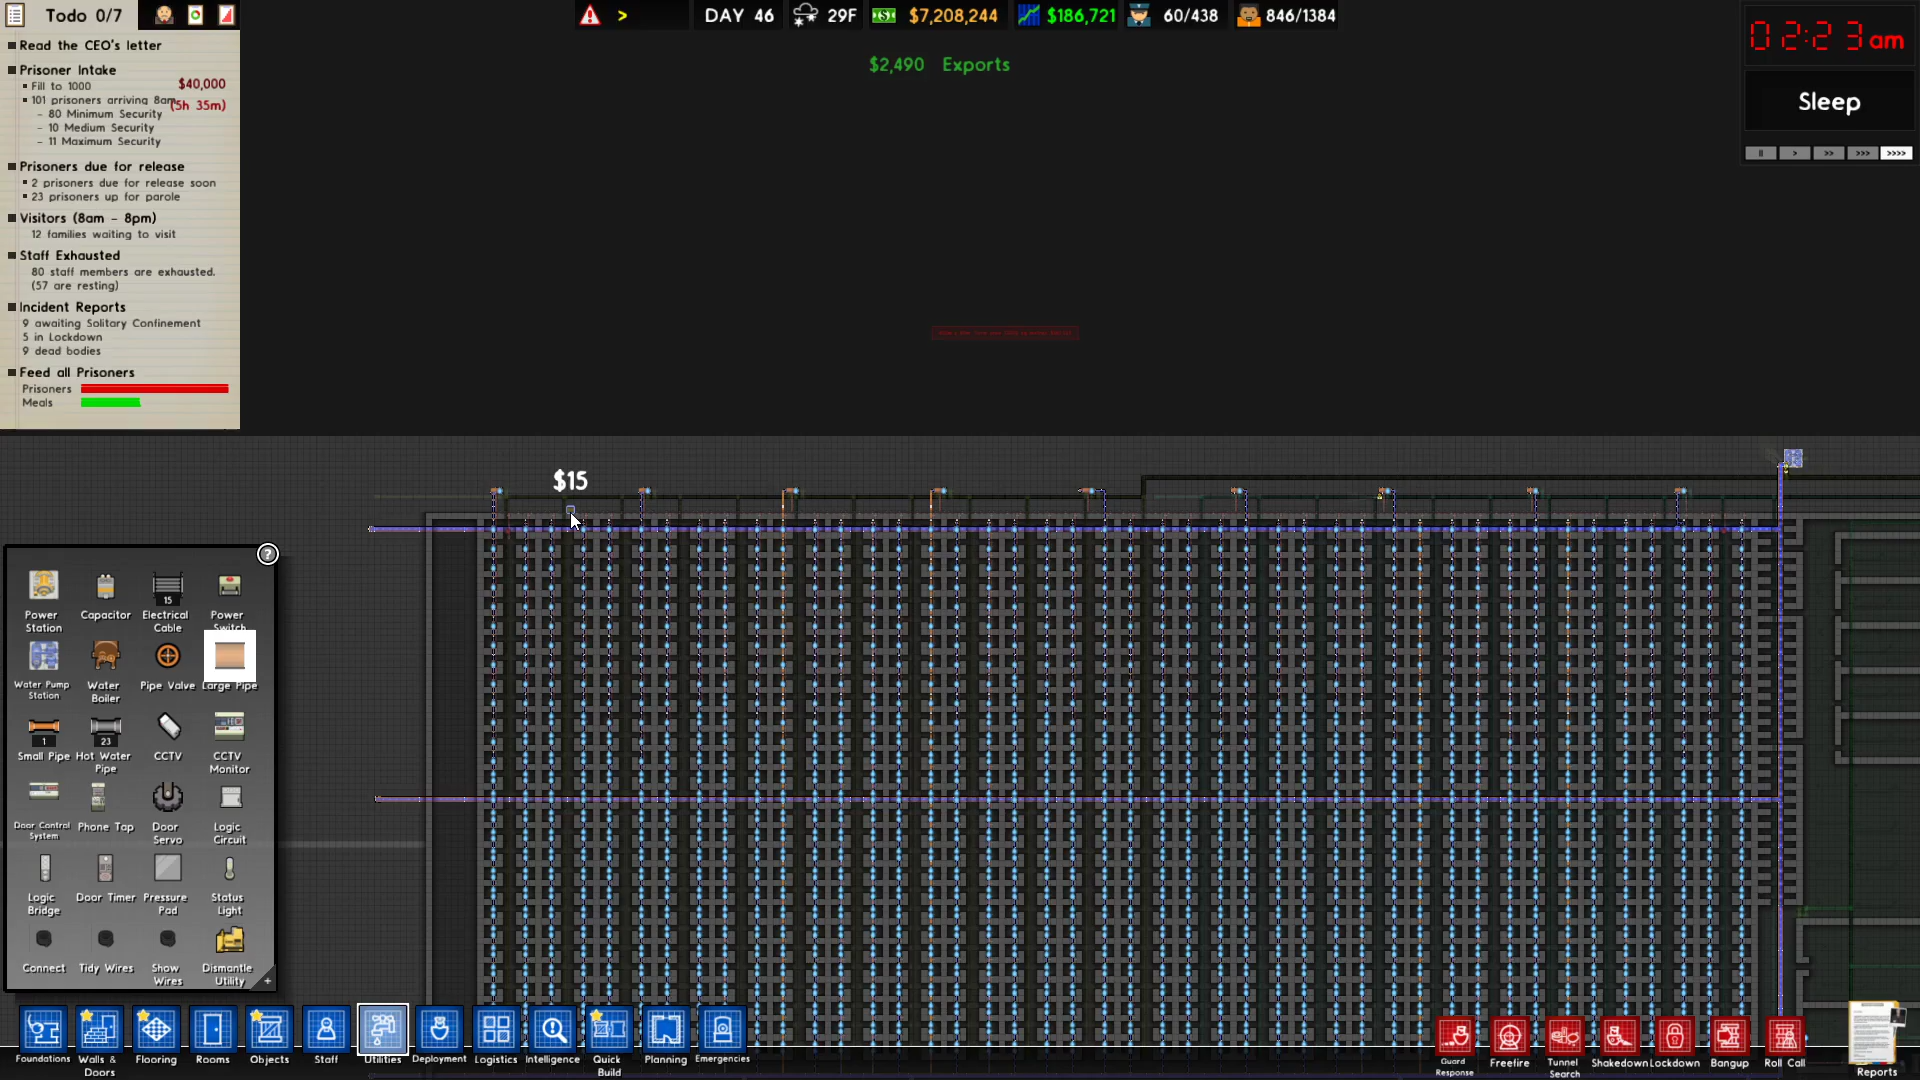 Todo 0/7
> DAY 46 29F $7,208,244 $186,721 60/438 846/1384
02:23am
Sleep
$2,490 Exports
Read the CEO's letter
Prisoner Intake
Fill to 1000 $40,000
101 prisoners arriving 8am (5h 35m)
- 80 Minimum Security
- 10 Medium Security
- 11 Maximum Security
Prisoners due for release
2 prisoners due for release soon
23 prisoners up for parole
Visitors (8am - 8pm)
12 families waiting to visit
Staff Exhausted
80 staff members are exhausted.
(57 are resting)
Incident Reports
9 awaiting Solitary Confinement
5 in Lockdown
9 dead bodies
Feed all Prisoners
Prisoners
Meals
II > >> >>> >>>>
$15
?
15
Power Station
Capacitor
Electrical Cable
Power Switch
Water Pump Station
Water Boiler
Pipe Valve
Large Pipe
1
23
Small Pipe
Hot Water Pipe
CCTV
CCTV Monitor
Door Control System
Phone Tap
Door Servo
Logic Circuit
Logic Bridge
Door Timer
Pressure Pad
Status Light
Connect
Tidy Wires
Show Wires
Dismantle Utility
+
Foundations
Walls & Doors
Flooring
Rooms
Objects
Staff
Utilities
Deployment
Logistics
Intelligence
Quick Build
Planning
Emergencies
Guard Response
Freefire
Tunnel Search
Shakedown
Lockdown
Bangup
Roll Call
Reports